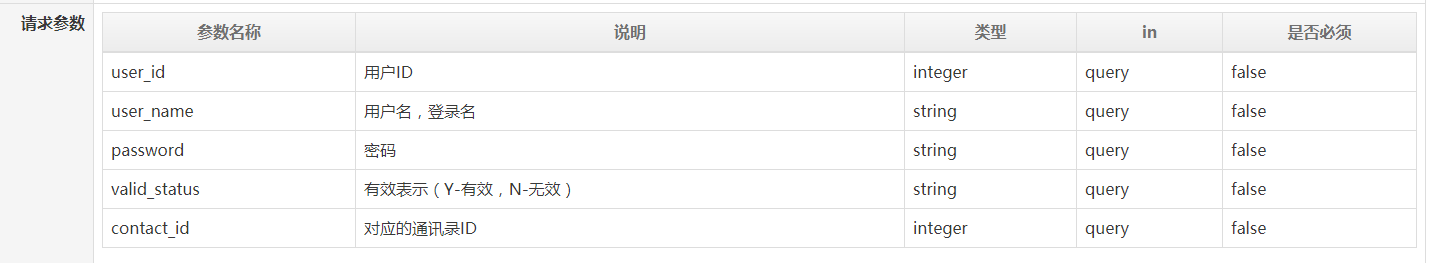 请求参数
参数名称 说明 类型 in 是否必须
user_id 用户ID integer query false
user_name 用户名，登录名 string query false
password 密码 string query false
valid_status 有效表示（Y-有效，N-无效） string query false
contact_id 对应的通讯录ID integer query false